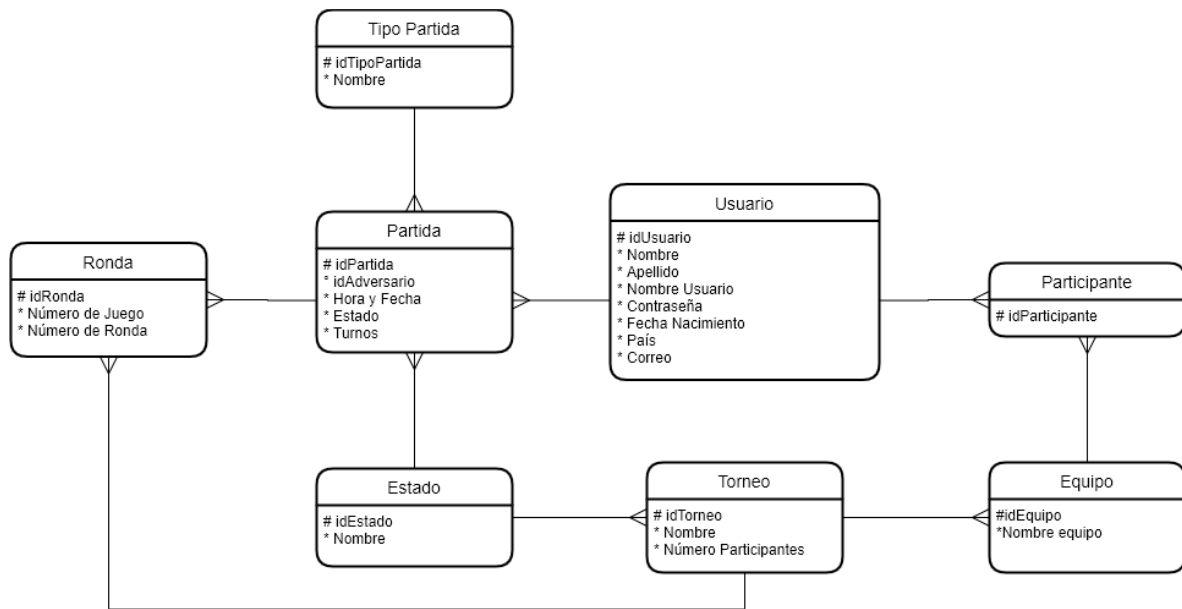 Tipo Partida
# idTipoPartida
* Nombre
Partida
# idPartida
* idAdversario
* Hora y Fecha
* Estado
* Turnos
Usuario
# idUsuario
* Nombre
* Apellido
* Nombre Usuario
* Contraseña
* Fecha Nacimiento
* País
* Correo
Ronda
# idRonda
* Número de Juego
* Número de Ronda
Participante
# idParticipante
Estado
# idEstado
* Nombre
Torneo
# idTorneo
* Nombre
* Número Participantes
Equipo
#idEquipo
*Nombre equipo